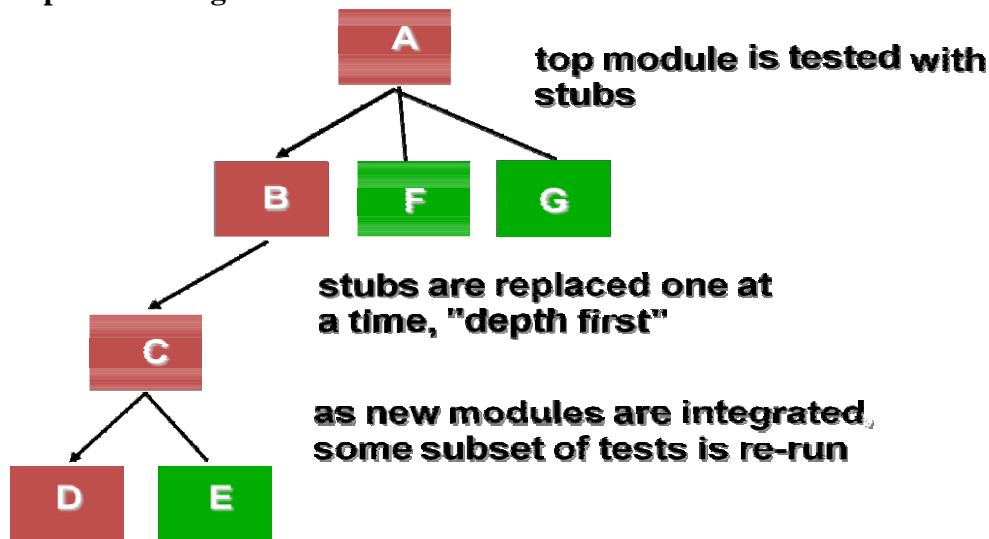 A
top module is tested with
stubs
B
F
G
stubs are replaced one at
a time, "depth first"
C
as new modules are integrated,
some subset of tests is re-run
D
E